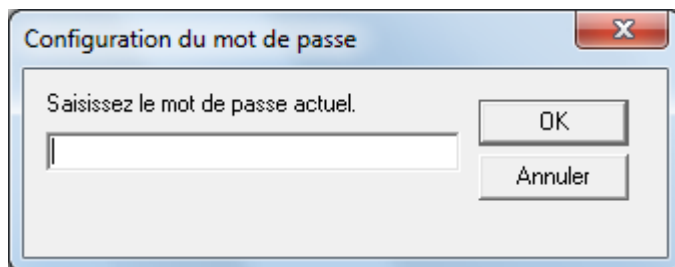 Configuration du mot de passe
Saisissez le mot de passe actuel.
OK
Annuler